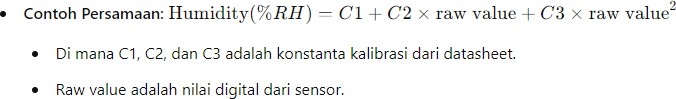 • Contoh Persamaan: Humidity(%RH) = C1 + C2 × raw value + C3 × raw value²
• Di mana C1, C2, dan C3 adalah konstanta kalibrasi dari datasheet.
• Raw value adalah nilai digital dari sensor.